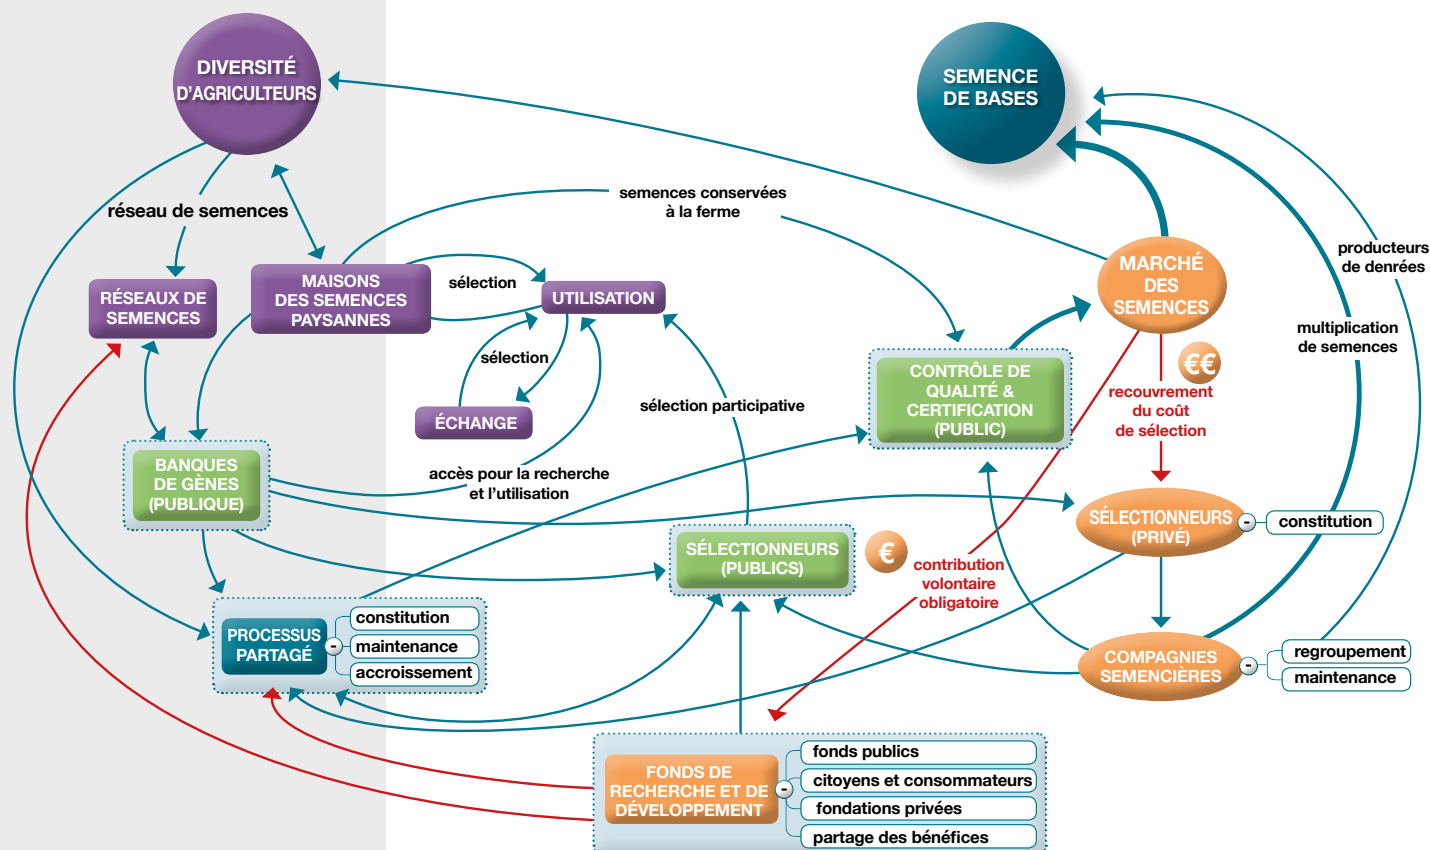 DIVERSITÉ
D'AGRICULTEURS
SEMENCE
DE BASES
semences conservées
à la ferme
réseau de semences
producteurs
de denrées
MARCHÉ
DES
SEMENCES
RÉSEAUX DE
SEMENCES
MAISONS
DES SEMENCES
PAYSANNES
sélection
UTILISATION
multiplication
de semences
sélection
€€
recouvrement
du coût
de sélection
CONTRÔLE DE
QUALITÉ &
CERTIFICATION
(PUBLIC)
sélection participative
ÉCHANGE
BANQUES
DE GÈNES
(PUBLIQUE)
accès pour la recherche
et l'utilisation
SÉLECTIONNEURS
(PRIVÉ)
-
constitution
SÉLECTIONNEURS
(PUBLICS)
€
contribution
volontaire
obligatoire
PROCESSUS
PARTAGÉ
-
constitution
maintenance
accroissement
COMPAGNIES
SEMENCIÈRES
-
regroupement
maintenance
FONDS DE
RECHERCHE ET DE
DÉVELOPPEMENT
-
fonds publics
citoyens et consommateurs
fondations privées
partage des bénéfices